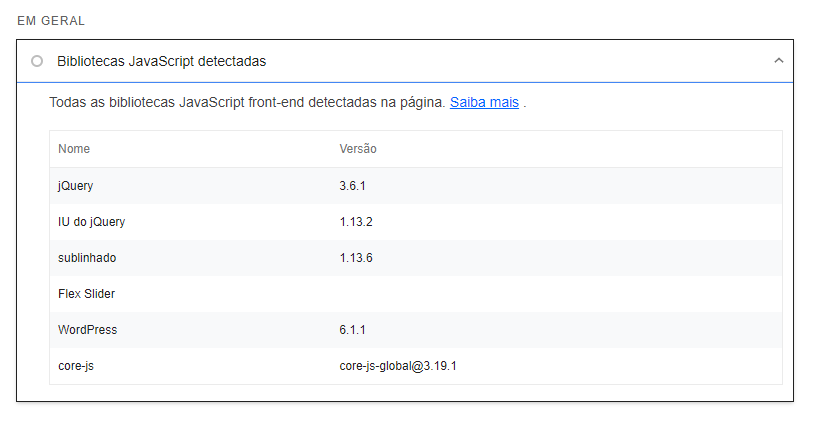 EM GERAL
Bibliotecas JavaScript detectadas
Todas as bibliotecas JavaScript front-end detectadas na página. Saiba mais .
Nome Versão
jQuery 3.6.1
IU do jQuery 1.13.2
sublinhado 1.13.6
Flex Slider
WordPress 6.1.1
core-js core-js-global@3.19.1